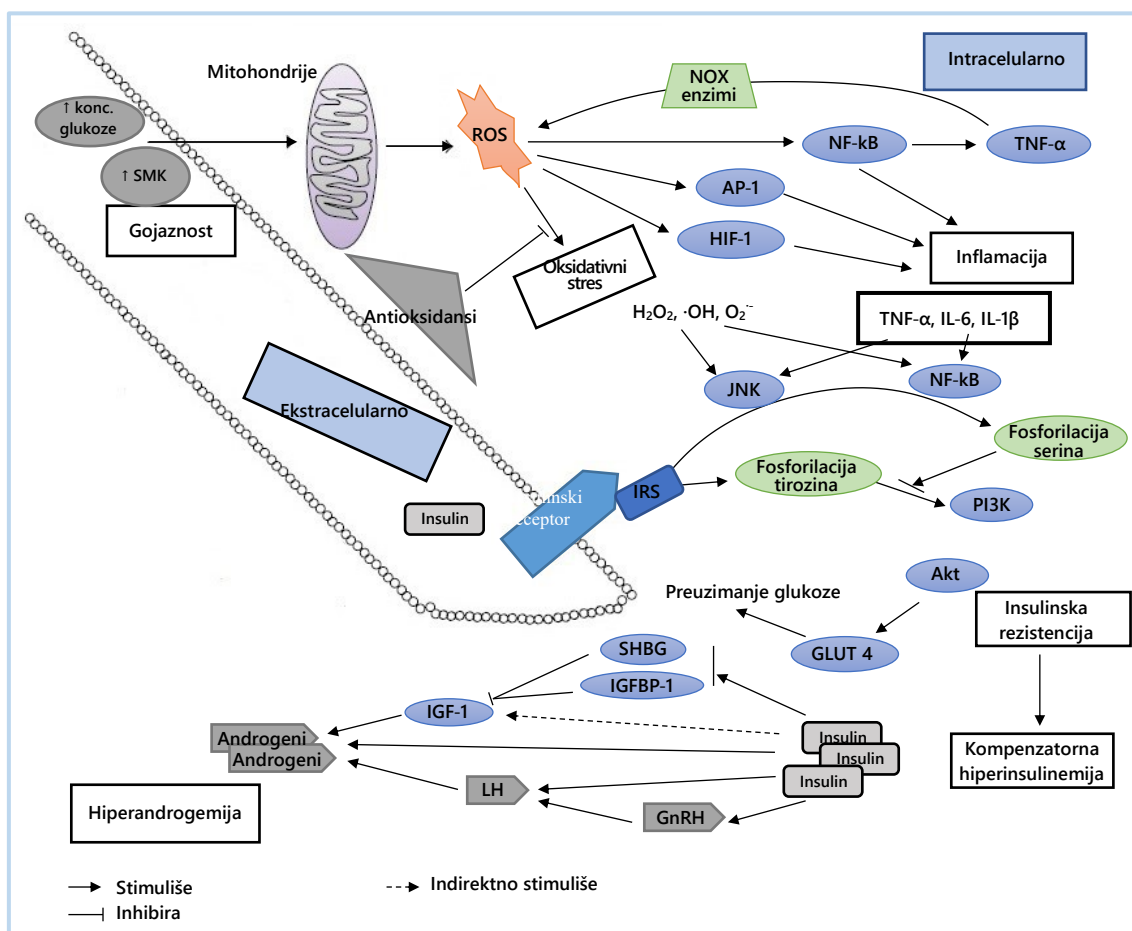 Mitohondrije
NOX
enzimi
Intracelularno
↑ konc.
glukoze
ROS
NF-kB
TNF-α
↑ SMK
AP-1
Gojaznost
HIF-1
Inflamacija
Oksidativni
stres
Antioksidansi
H₂O₂, ·OH, O₂·⁻
TNF-α, IL-6, IL-1β
JNK
NF-kB
Ekstracelularno
Fosforilacija
serina
Fosforilacija
tirozina
IRS
PI3K
Insulin
Akt
Preuzimanje glukoze
Insulinska
rezistencija
SHBG
GLUT 4
IGFBP-1
IGF-1
Androgeni
Androgeni
Insulin
Insulin
Insulin
Kompenzatorna
hiperinsulinemija
LH
GnRH
Hiperandrogemija
Stimuliše
Indirektno stimuliše
Inhibira